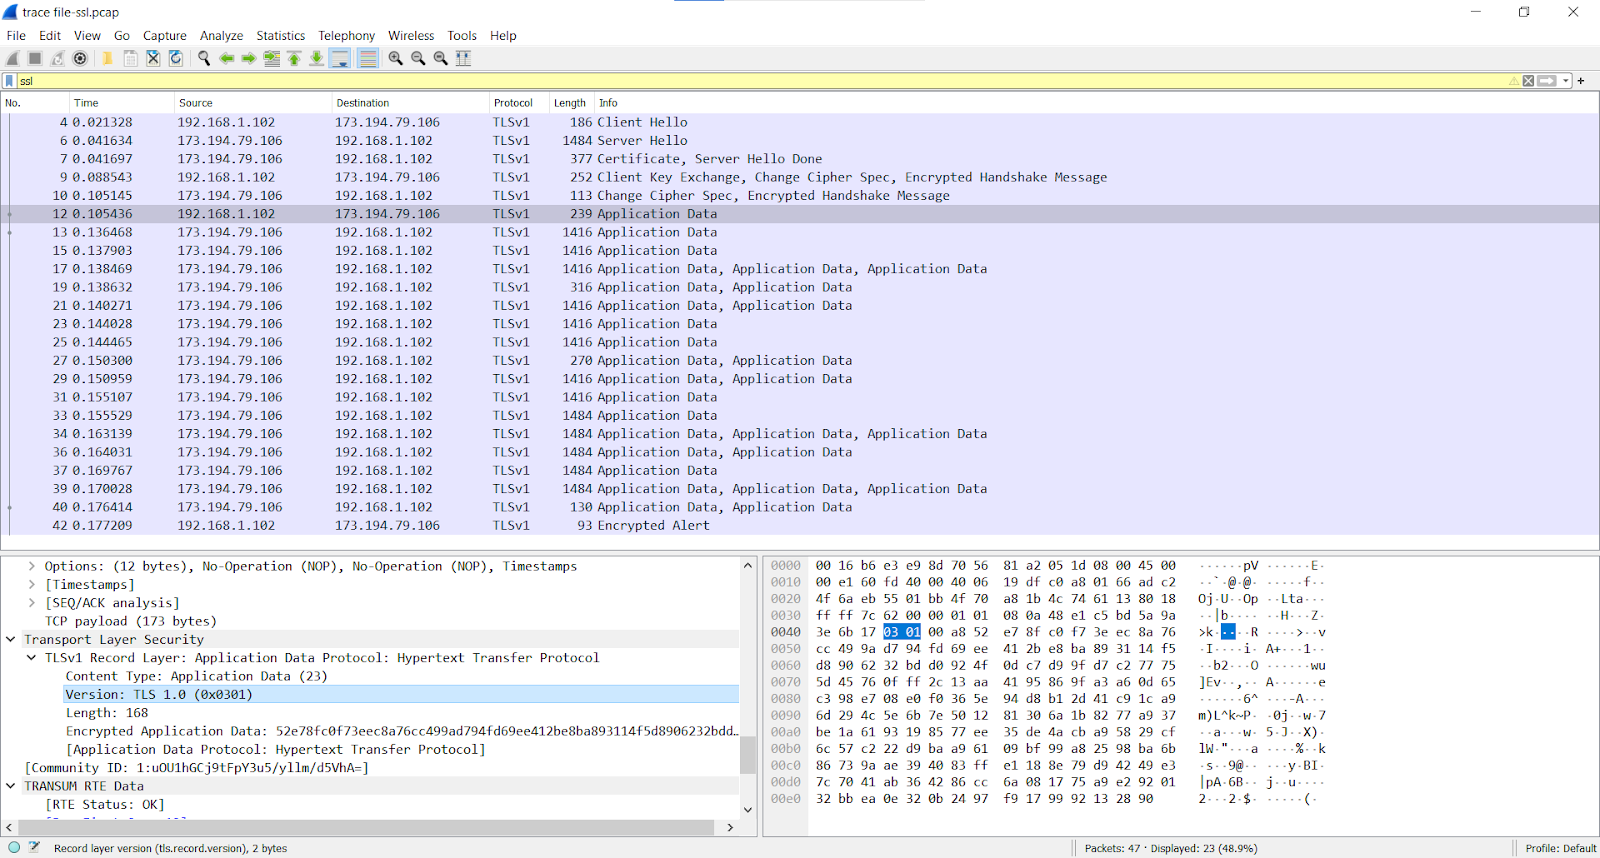 trace file-ssl.pcap
File Edit View Go Capture Analyze Statistics Telephony Wireless Tools Help
ssl
No. Time Source Destination Protocol Length Info
4 0.021328 192.168.1.102 173.194.79.106 TLSv1 186 Client Hello
6 0.041634 173.194.79.106 192.168.1.102 TLSv1 1484 Server Hello
7 0.041697 173.194.79.106 192.168.1.102 TLSv1 377 Certificate, Server Hello Done
9 0.088543 192.168.1.102 173.194.79.106 TLSv1 252 Client Key Exchange, Change Cipher Spec, Encrypted Handshake Message
10 0.105145 173.194.79.106 192.168.1.102 TLSv1 113 Change Cipher Spec, Encrypted Handshake Message
12 0.105436 192.168.1.102 173.194.79.106 TLSv1 239 Application Data
13 0.136468 173.194.79.106 192.168.1.102 TLSv1 1416 Application Data
15 0.137903 173.194.79.106 192.168.1.102 TLSv1 1416 Application Data
17 0.138469 173.194.79.106 192.168.1.102 TLSv1 1416 Application Data, Application Data, Application Data
19 0.138632 173.194.79.106 192.168.1.102 TLSv1 316 Application Data, Application Data
21 0.140271 173.194.79.106 192.168.1.102 TLSv1 1416 Application Data, Application Data
23 0.144028 173.194.79.106 192.168.1.102 TLSv1 1416 Application Data
25 0.144465 173.194.79.106 192.168.1.102 TLSv1 1416 Application Data
27 0.150300 173.194.79.106 192.168.1.102 TLSv1 270 Application Data, Application Data
29 0.150959 173.194.79.106 192.168.1.102 TLSv1 1416 Application Data, Application Data
31 0.155107 173.194.79.106 192.168.1.102 TLSv1 1416 Application Data
33 0.155529 173.194.79.106 192.168.1.102 TLSv1 1484 Application Data
34 0.163139 173.194.79.106 192.168.1.102 TLSv1 1484 Application Data, Application Data, Application Data
36 0.164031 173.194.79.106 192.168.1.102 TLSv1 1484 Application Data, Application Data
37 0.169767 173.194.79.106 192.168.1.102 TLSv1 1484 Application Data
39 0.170028 173.194.79.106 192.168.1.102 TLSv1 1484 Application Data, Application Data, Application Data
40 0.176414 173.194.79.106 192.168.1.102 TLSv1 130 Application Data, Application Data
42 0.177209 192.168.1.102 173.194.79.106 TLSv1 93 Encrypted Alert
Options: (12 bytes), No-Operation (NOP), No-Operation (NOP), Timestamps
[Timestamps]
[SEQ/ACK analysis]
TCP payload (173 bytes)
Transport Layer Security
TLSv1 Record Layer: Application Data Protocol: Hypertext Transfer Protocol
Content Type: Application Data (23)
Version: TLS 1.0 (0x0301)
Length: 168
Encrypted Application Data: 52e78fc0f73eec8a76cc499ad794fd69ee412be8ba893114f5d8906232bdd…
[Application Data Protocol: Hypertext Transfer Protocol]
[Community ID: 1:uOU1hGCj9tFpY3u5/yllm/d5VhA=]
TRANSUM RTE Data
[RTE Status: OK]
0000 00 16 b6 e3 e9 8d 70 56 81 a2 05 1d 08 00 45 00 ······pV ······E·
0010 00 e1 60 fd 40 00 40 06 19 df c0 a8 01 66 ad c2 ··`·@·@· ·····f··
0020 4f 6a eb 55 01 bb 4f 70 a8 1b 4c 74 61 13 80 18 Oj·U··Op ··Lta···
0030 ff ff 7c 62 00 00 01 01 08 0a 48 e1 c5 bd 5a 9a ··|b···· ··H···Z·
0040 3e 6b 17 03 01 00 a8 52 e7 8f c0 f7 3e ec 8a 76 >k·····R ····>··v
0050 cc 49 9a d7 94 fd 69 ee 41 2b e8 ba 89 31 14 f5 ·I····i· A+···1··
0060 d8 90 62 32 bd d0 92 4f 0d c7 d9 9f d7 c2 77 75 ··b2···O ······wu
0070 5d 45 76 0f ff 2c 13 aa 41 95 86 9f a3 a6 0d 65 ]Ev··,·· A······e
0080 c3 98 e7 08 e0 f0 36 5e 94 d8 b1 2d 41 c9 1c a9 ······6^ ···-A···
0090 6d 29 4c 5e 6b 7e 50 12 81 30 6a 1b 82 77 a9 37 m)L^k~P· ·0j··w·7
00a0 be 1a 61 93 19 85 77 ee 35 de 4a cb a9 58 29 cf ··a···w· 5·J··X)·
00b0 6c 57 c2 22 d9 ba a9 61 09 bf 99 a8 25 98 ba 6b lW·"···a ····%··k
00c0 86 73 9a ae 39 40 83 ff e1 18 8e 79 d9 42 49 e3 ·s··9@·· ···y·BI·
00d0 7c 70 41 ab 36 42 86 cc 6a 08 17 75 a9 e2 92 01 |pA·6B·· j··u····
00e0 32 bb ea 0e 32 0b 24 97 f9 17 99 92 13 28 90 2···2·$· ·····(·
Record layer version (tls.record.version), 2 bytes
Packets: 47 · Displayed: 23 (48.9%)
Profile: Default